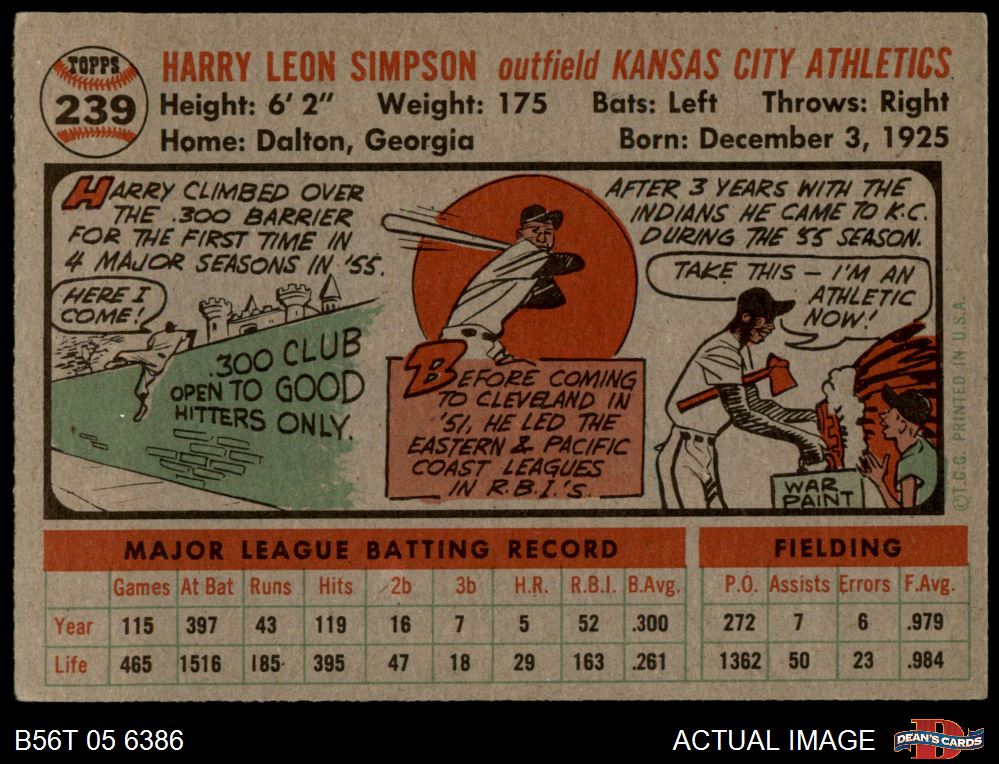 TOPPS
239
HARRY LEON SIMPSON outfield KANSAS CITY ATHLETICS
Height: 6' 2" Weight: 175 Bats: Left Throws: Right
Home: Dalton, Georgia Born: December 3, 1925
HARRY CLIMBED OVER
THE .300 BARRIER
FOR THE FIRST TIME IN
4 MAJOR SEASONS IN '55.
HERE I
COME!
.300 CLUB
OPEN TO GOOD
HITTERS ONLY.
BEFORE COMING
TO CLEVELAND IN
'51, HE LED THE
EASTERN & PACIFIC
COAST LEAGUES
IN R.B.I.'S.
AFTER 3 YEARS WITH THE
INDIANS HE CAME TO K.C.
DURING THE '55 SEASON.
TAKE THIS — I'M AN
ATHLETIC
NOW!
WAR
PAINT
©T.C.G. PRINTED IN U.S.A.
MAJOR LEAGUE BATTING RECORD FIELDING
Games At Bat Runs Hits 2b 3b H.R. R.B.I. B.Avg. P.O. Assists Errors F.Avg.
Year 115 397 43 119 16 7 5 52 .300 272 7 6 .979
Life 465 1516 185 395 47 18 29 163 .261 1362 50 23 .984
B56T 05 6386 ACTUAL IMAGE
DEAN'S CARDS